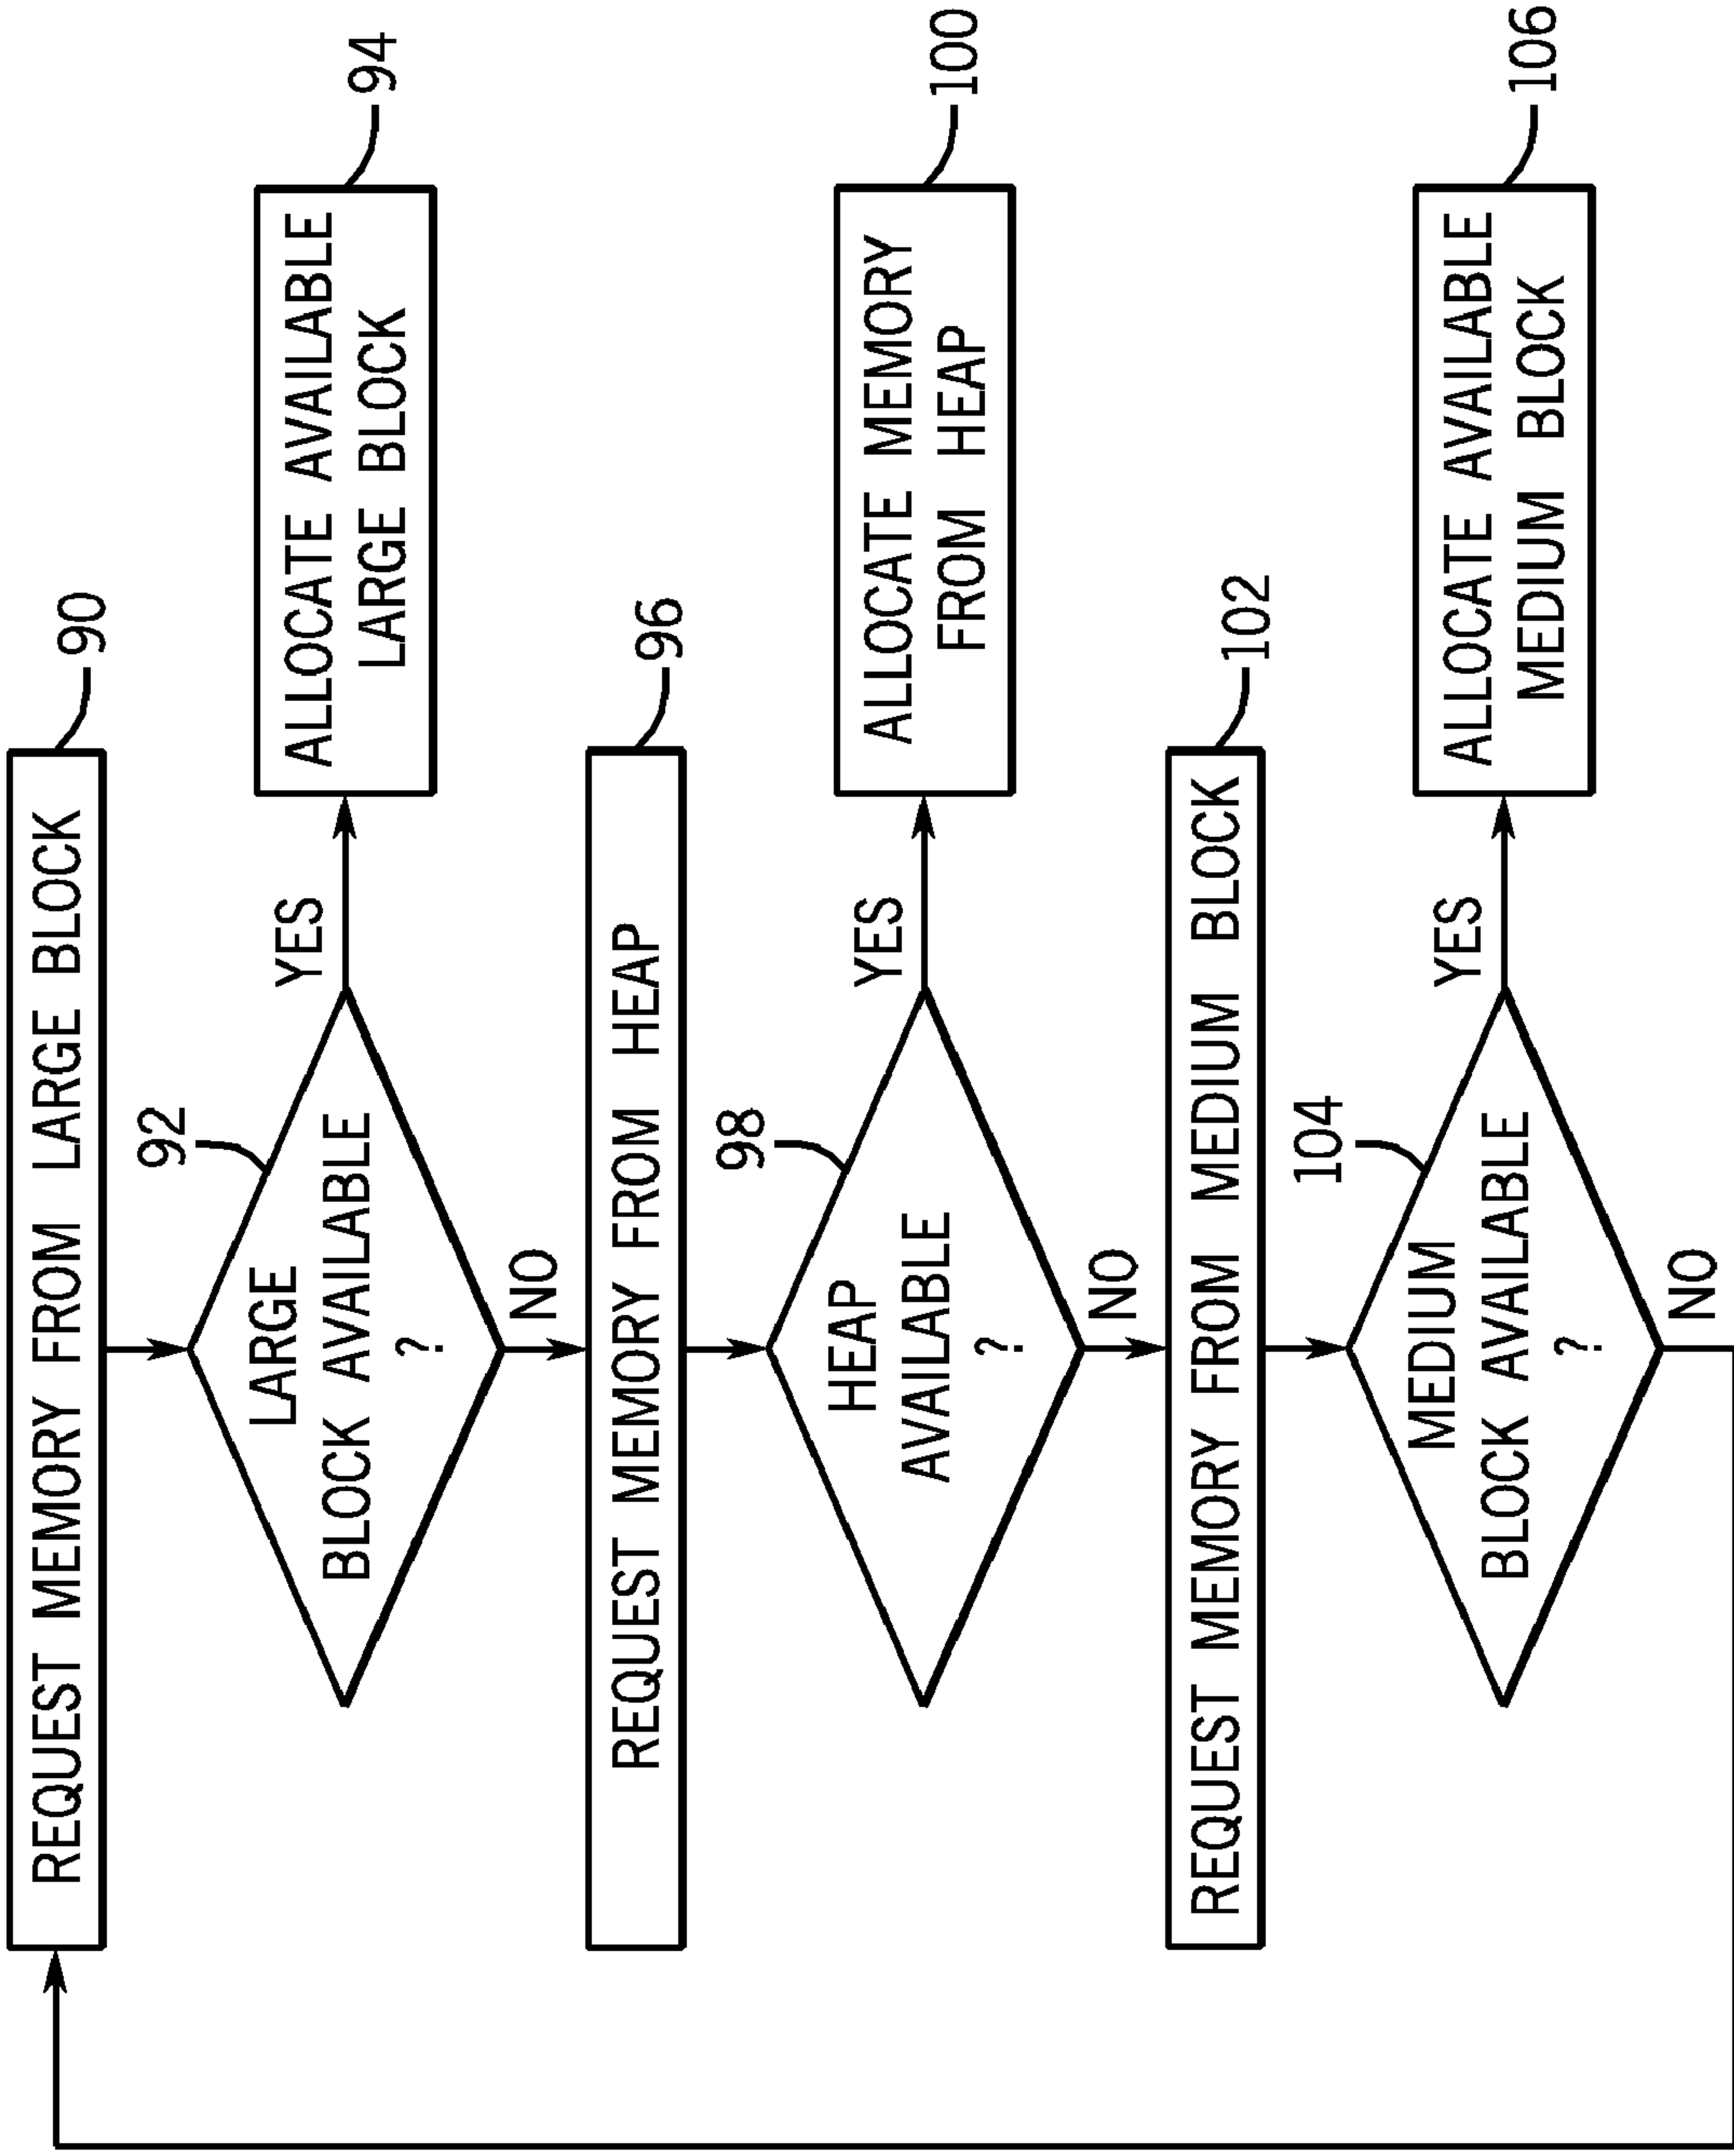 REQUEST MEMORY FROM LARGE BLOCK
90
92
LARGE
BLOCK AVAILABLE
?
YES
NO
ALLOCATE AVAILABLE
LARGE BLOCK
94
REQUEST MEMORY FROM HEAP
96
98
HEAP
AVAILABLE
?
YES
NO
ALLOCATE MEMORY
FROM HEAP
100
REQUEST MEMORY FROM MEDIUM BLOCK
102
104
MEDIUM
BLOCK AVAILABLE
?
YES
NO
ALLOCATE AVAILABLE
MEDIUM BLOCK
106